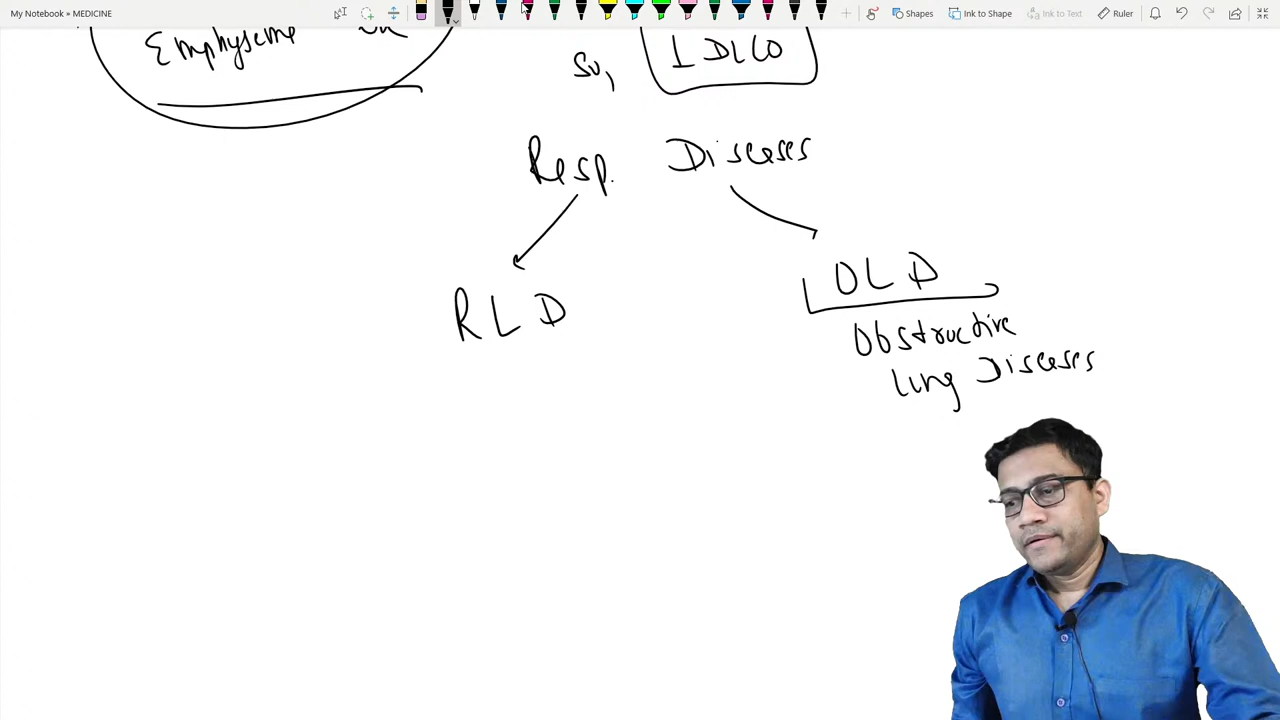 My Notebook » MEDICINE
Shapes
Ink to Shape
Ink to Text
Ruler
Emphysema
So,
↓ DLCO
Resp. Diseases
RLD
OLD
Obstructive
Lung Diseases